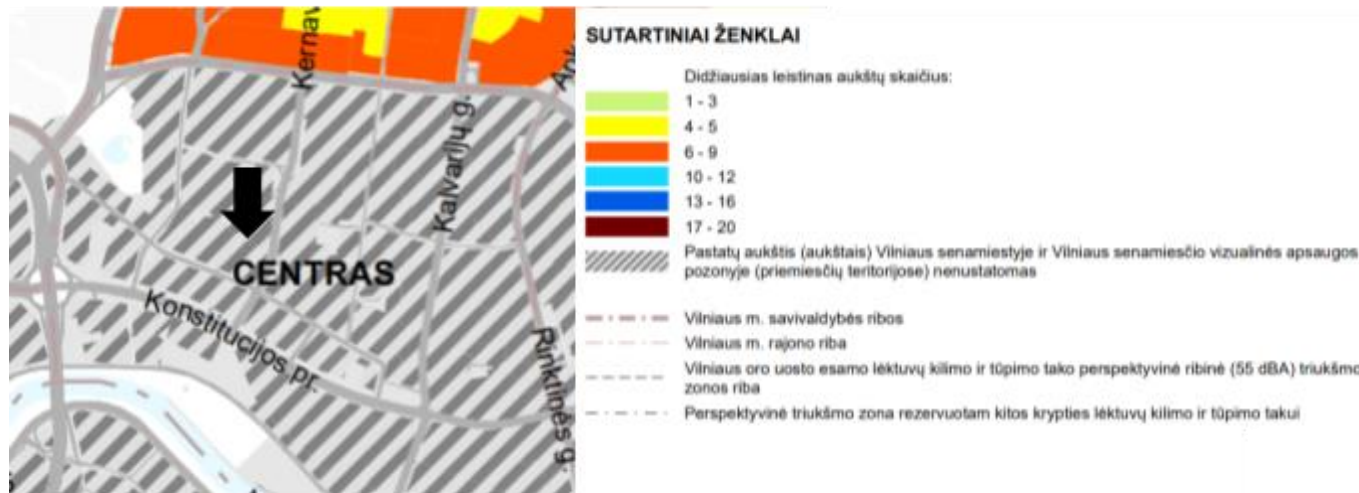 Kernav
Ank
Kalvarijų g.
CENTRAS
Konstitucijos pr.
Rinktinės g.
SUTARTINIAI ŽENKLAI
Didžiausias leistinas aukštų skaičius:
1 - 3
4 - 5
6 - 9
10 - 12
13 - 16
17 - 20
Pastatų aukštis (aukštais) Vilniaus senamiestyje ir Vilniaus senamiesčio vizualinės apsaugos
pozonyje (priemiesčių teritorijose) nenustatomas
Vilniaus m. savivaldybės ribos
Vilniaus m. rajono riba
Vilniaus oro uosto esamo lėktuvų kilimo ir tūpimo tako perspektyvinė ribinė (55 dBA) triukšmo
zonos riba
Perspektyvinė triukšmo zona rezervuotam kitos krypties lėktuvų kilimo ir tūpimo takui